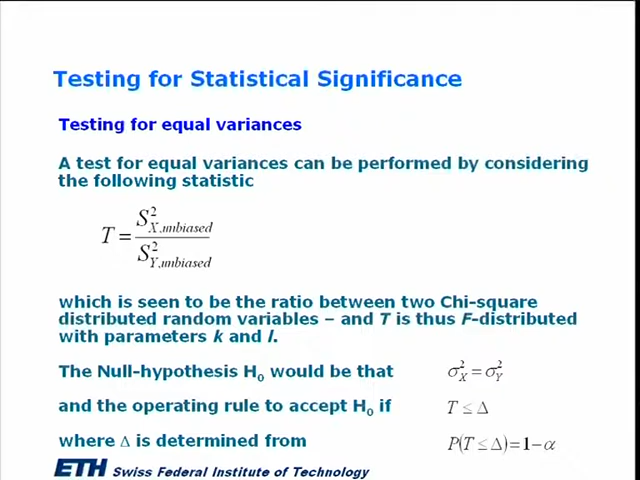 Testing for Statistical Significance
Testing for equal variances
A test for equal variances can be performed by considering
the following statistic
T = S²X,unbiased / S²Y,unbiased
which is seen to be the ratio between two Chi-square
distributed random variables – and T is thus F-distributed
with parameters k and l.
The Null-hypothesis H₀ would be that σ²X = σ²Y
and the operating rule to accept H₀ if T ≤ Δ
where Δ is determined from P(T ≤ Δ) = 1 − α
ETH Swiss Federal Institute of Technology